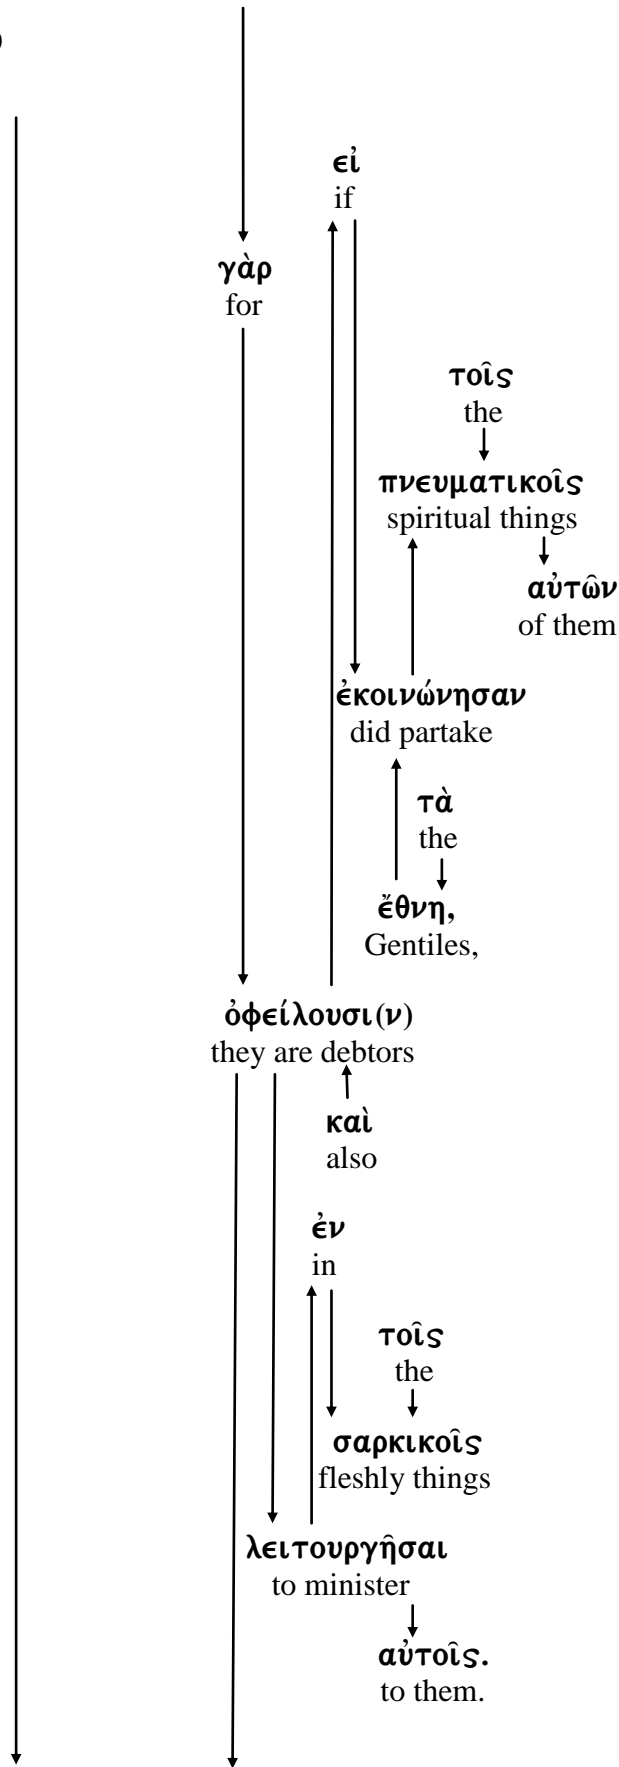 )
εἰ
if
γὰρ
for
τοῖς
the
πνευματικοῖς
spiritual things
αὐτῶν
of them
ἐκοινώνησαν
did partake
τὰ
the
ἔθνη,
Gentiles,
ὀφείλουσι(ν)
they are debtors
καὶ
also
ἐν
in
τοῖς
the
σαρκικοῖς
fleshly things
λειτουργῆσαι
to minister
αὐτοῖς.
to them.